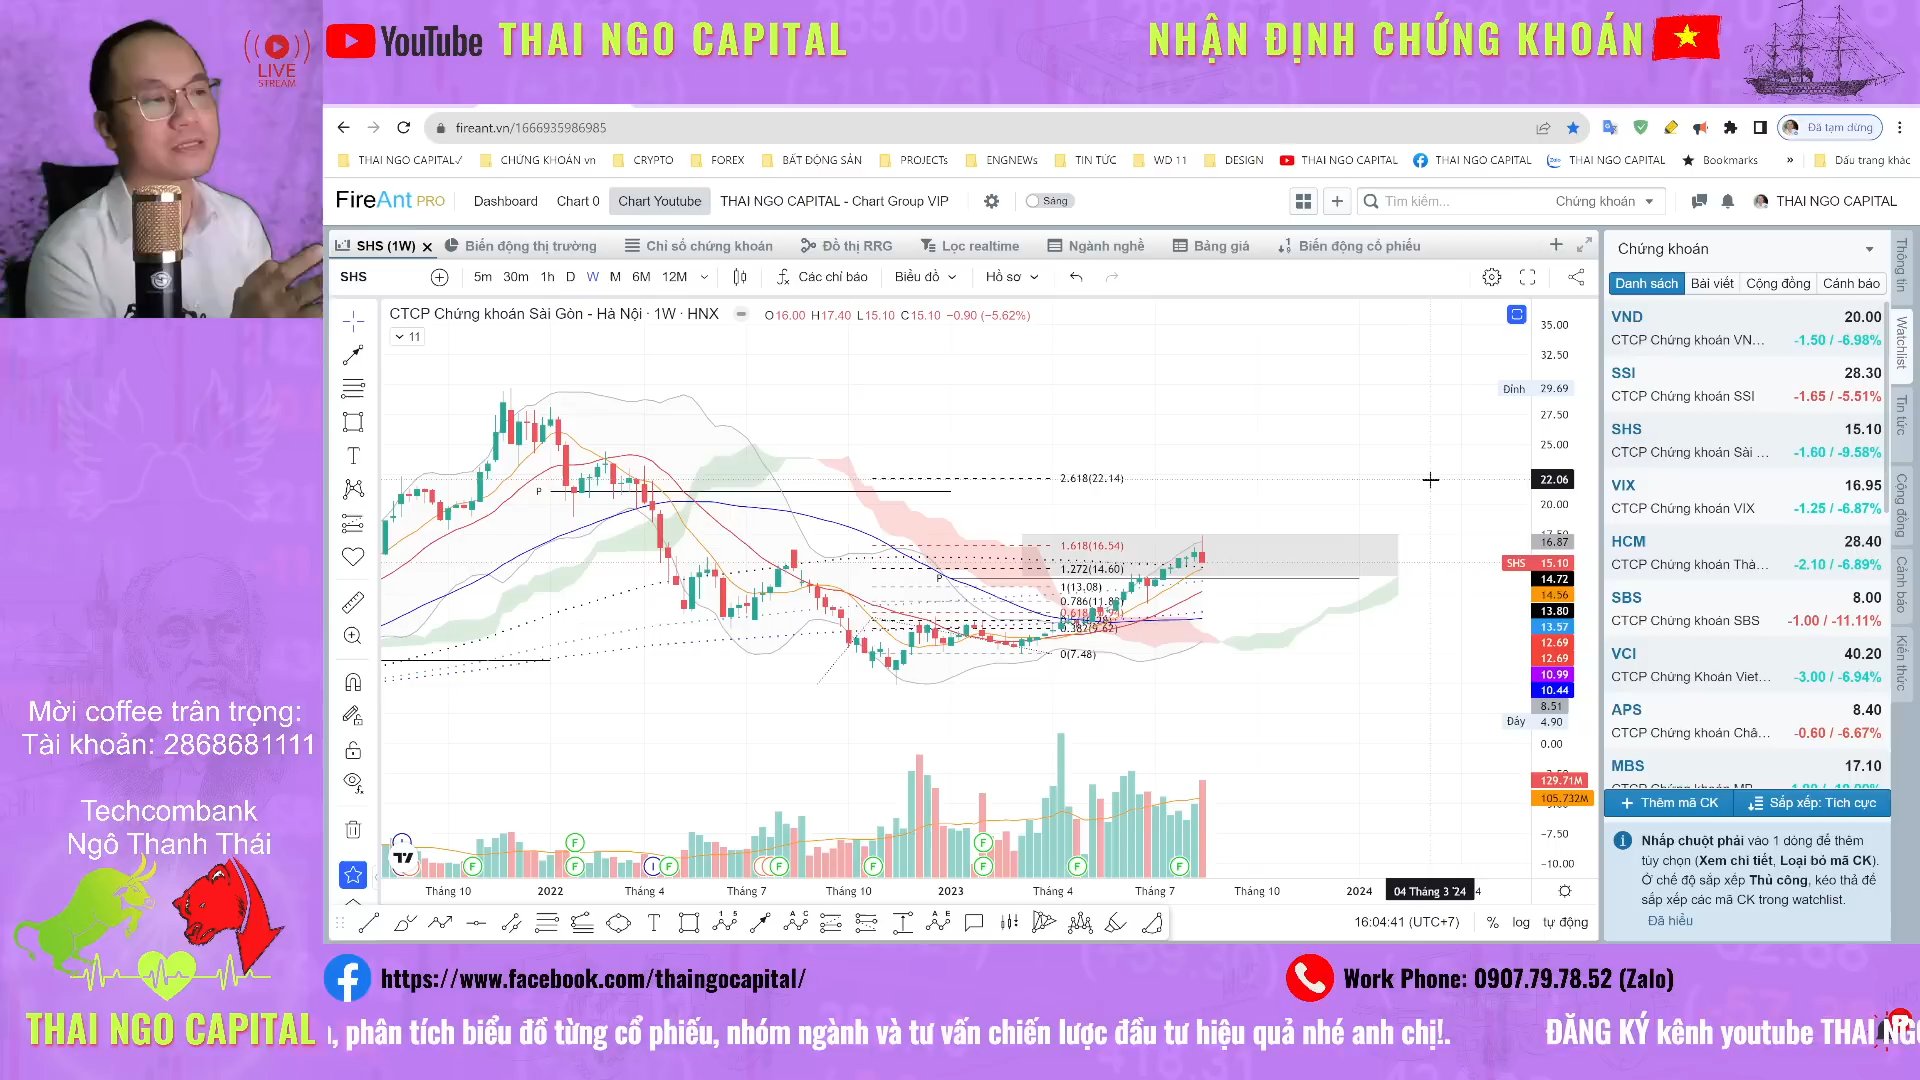 LIVE
STREAM
YouTube THAI NGO CAPITAL
NHẬN ĐỊNH CHỨNG KHOÁN
fireant.vn/1666935986985
Đã tạm dừng
THAI NGO CAPITAL✓ CHỨNG KHOÁN vn CRYPTO FOREX BẤT ĐỘNG SẢN PROJECTs ENGNEWs TIN TỨC WD 11 DESIGN THAI NGO CAPITAL THAI NGO CAPITAL THAI NGO CAPITAL Bookmarks » Dấu trang khác
FireAnt PRO Dashboard Chart 0 Chart Youtube THAI NGO CAPITAL - Chart Group VIP Sáng Tìm kiếm... Chứng khoán THAI NGO CAPITAL
SHS (1W) Biến động thị trường Chỉ số chứng khoán Đồ thị RRG Lọc realtime Ngành nghề Bảng giá Biến động cổ phiếu
SHS 5m 30m 1h D W M 6M 12M Các chỉ báo Biểu đồ Hồ sơ
CTCP Chứng khoán Sài Gòn - Hà Nội · 1W · HNX O16.00 H17.40 L15.10 C15.10 −0.90 (−5.62%)
11
35.00
32.50
Đỉnh 29.69
27.50
25.00
22.06
20.00
16.87
SHS 15.10
14.72
14.56
13.80
13.57
12.69
12.69
10.99
10.44
8.51
Đáy 4.90
0.00
129.71M
105.732M
−7.50
−10.00
2.618(22.14)
1.618(16.54)
1.272(14.60)
1(13.08)
0(7.48)
P
P
F F F F F F F F F
Tháng 10 2022 Tháng 4 Tháng 7 Tháng 10 2023 Tháng 4 Tháng 7 Tháng 10 2024 04 Tháng 3 '24
16:04:41 (UTC+7) % log tự động
Chứng khoán
Danh sách Bài viết Cộng đồng Cảnh báo
VND 20.00
CTCP Chứng khoán VN... -1.50 / -6.98%
SSI 28.30
CTCP Chứng khoán SSI -1.65 / -5.51%
SHS 15.10
CTCP Chứng khoán Sài ... -1.60 / -9.58%
VIX 16.95
CTCP Chứng khoán VIX -1.25 / -6.87%
HCM 28.40
CTCP Chứng khoán Thà... -2.10 / -6.89%
SBS 8.00
CTCP Chứng khoán SBS -1.00 / -11.11%
VCI 40.20
CTCP Chứng Khoán Viet... -3.00 / -6.94%
APS 8.40
CTCP Chứng khoán Châ... -0.60 / -6.67%
MBS 17.10
Thêm mã CK Sắp xếp: Tích cực
Nhấp chuột phải vào 1 dòng để thêm
tùy chọn (Xem chi tiết, Loại bỏ mã CK).
Ở chế độ sắp xếp Thủ công, kéo thả để
sắp xếp các mã CK trong watchlist.
Đã hiểu
Thông tin
Watchlist
Tin tức
Cộng đồng
Cảnh báo
Kiến thức
Mời coffee trân trọng:
Tài khoản: 2868681111
Techcombank
Ngô Thanh Thái
THAI NGO CAPITAL
https://www.facebook.com/thaingocapital/
Work Phone: 0907.79.78.52 (Zalo)
, phân tích biểu đồ từng cổ phiếu, nhóm ngành và tư vấn chiến lược đầu tư hiệu quả nhé anh chị!.
ĐĂNG KÝ kênh youtube THAI NGO